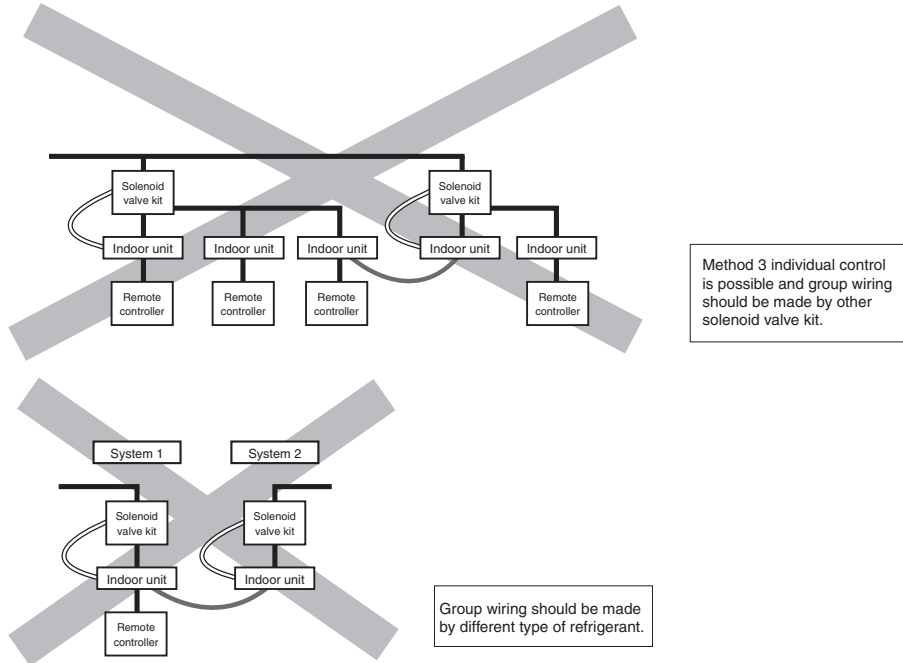 Solenoid
valve kit
Solenoid
valve kit
Indoor unit
Indoor unit
Indoor unit
Indoor unit
Indoor unit
Remote
controller
Remote
controller
Remote
controller
Remote
controller
Method 3 individual control
is possible and group wiring
should be made by other
solenoid valve kit.
System 1
System 2
Solenoid
valve kit
Solenoid
valve kit
Indoor unit
Indoor unit
Remote
controller
Group wiring should be made
by different type of refrigerant.